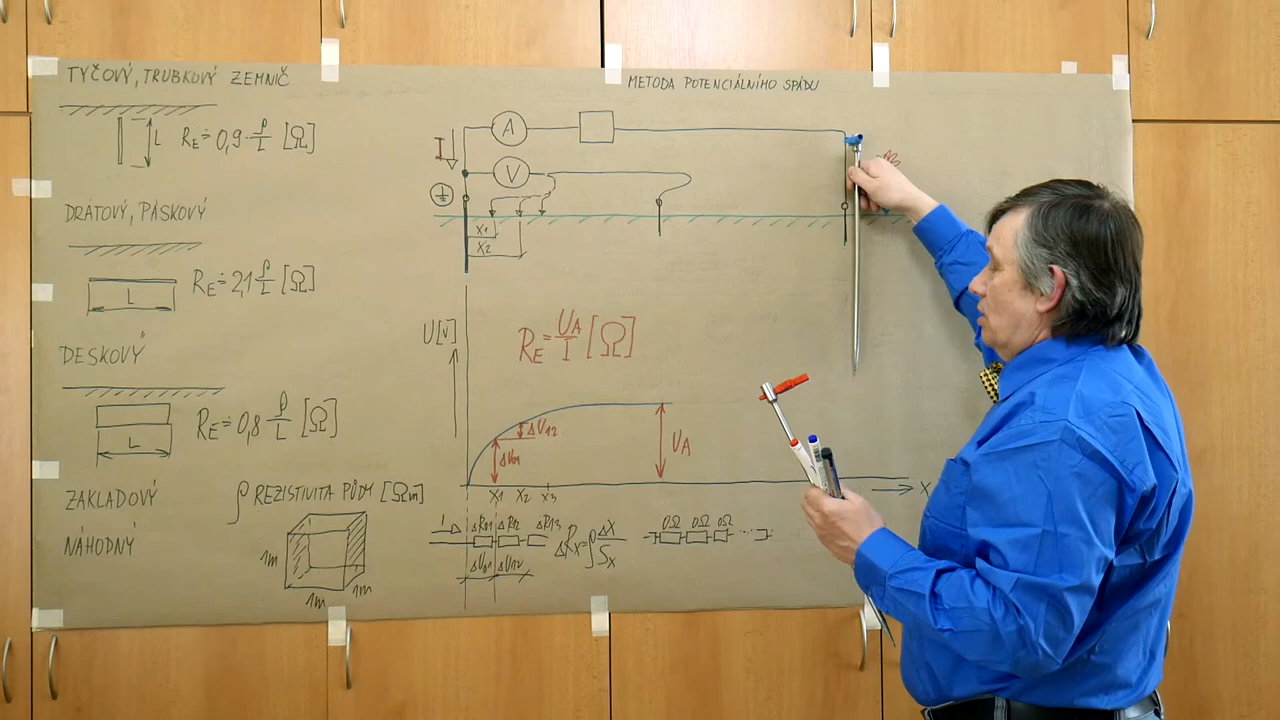 TYČOVÝ, TRUBKOVÝ ZEMNIČ
L R_E ≐ 0,9 · ρ/L [Ω]
DRÁTOVÝ, PÁSKOVÝ
L R_E ≐ 2,1 ρ/L [Ω]
DESKOVÝ
L R_E ≐ 0,8 ρ/L [Ω]
ZÁKLADOVÝ
NÁHODNÝ
ρ REZISTIVITA PŮDY [Ωm]
1m
1m
1m
METODA POTENCIÁLNÍHO SPÁDU
A
I
V
X1
X2
U[V]
R_E = U_A/I [Ω]
ΔU12
ΔU01
U_A
X1 X2 X3
X
I ΔR01 ΔR12 ΔR13
ΔR_X = ρ ΔX/S_X
0Ω 0Ω 0Ω
ΔU01 ΔU12